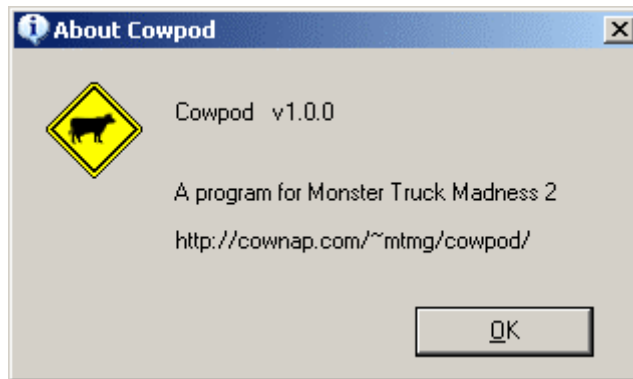 About Cowpod
Cowpod v1.0.0
A program for Monster Truck Madness 2
http://cownap.com/~mtmg/cowpod/
OK